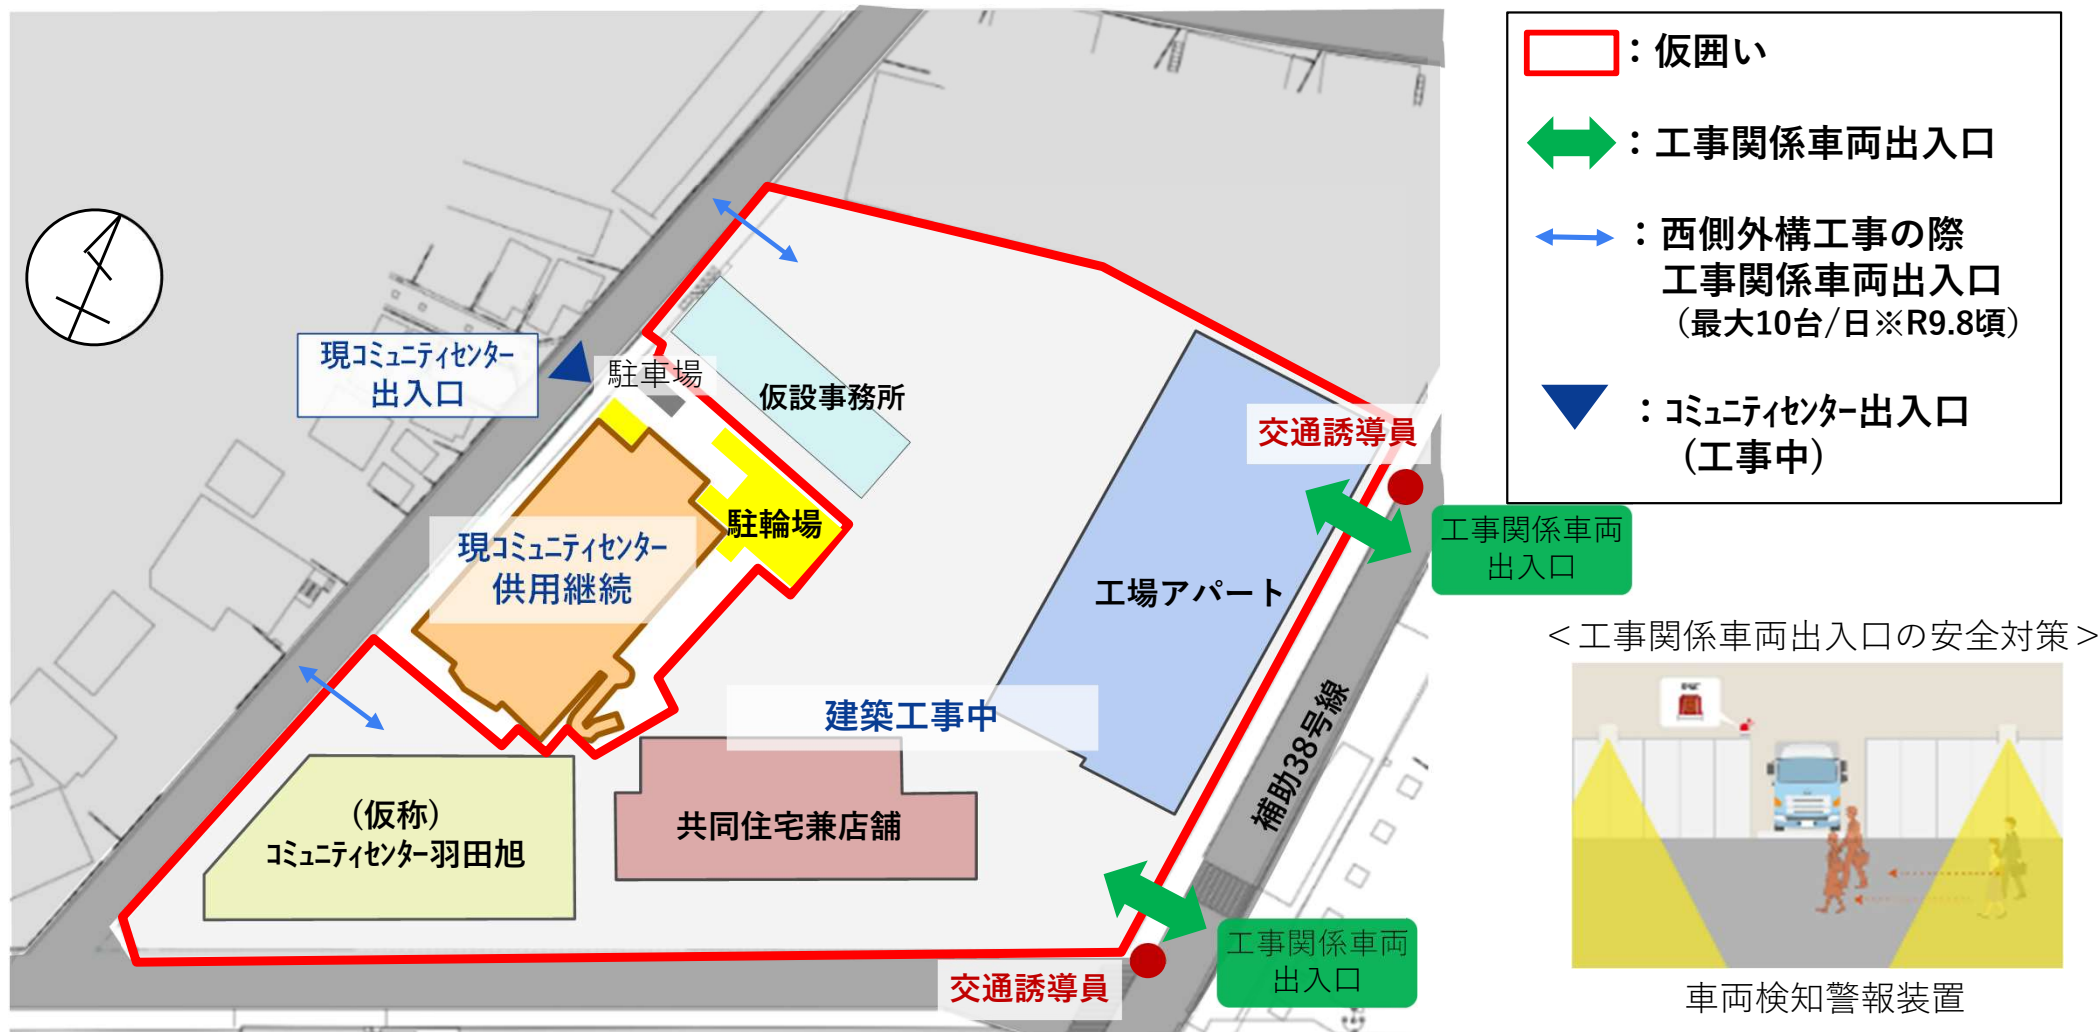 ：仮囲い
：工事関係車両出入口
：西側外構工事の際
工事関係車両出入口
（最大10台/日※R9.8頃）
：コミュニティセンター出入口
（工事中）
現コミュニティセンター
出入口
駐車場
仮設事務所
交通誘導員
工事関係車両
出入口
現コミュニティセンター
供用継続
駐輪場
工場アパート
建築工事中
補助38号線
（仮称）
コミュニティセンター羽田旭
共同住宅兼店舗
工事関係車両
出入口
交通誘導員
＜工事関係車両出入口の安全対策＞
車両検知警報装置